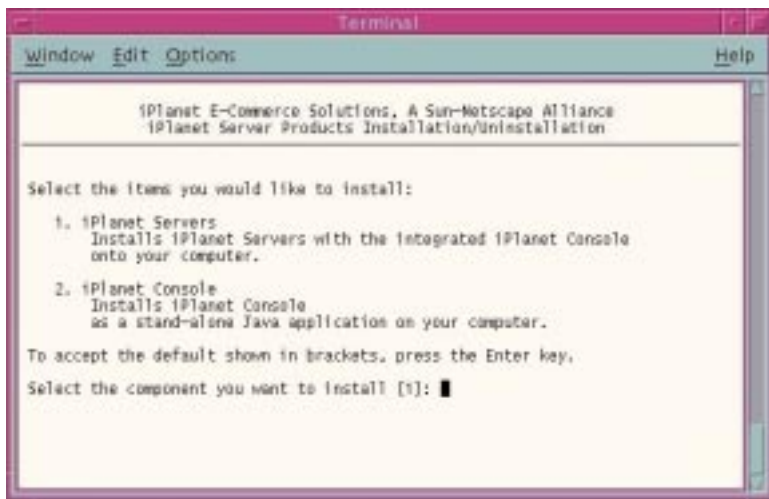 Terminal
Window Edit Options Help
iPlanet E-Commerce Solutions, A Sun-Netscape Alliance
iPlanet Server Products Installation/Uninstallation
Select the items you would like to install:
1. iPlanet Servers
Installs iPlanet Servers with the integrated iPlanet Console
onto your computer.
2. iPlanet Console
Installs iPlanet Console
as a stand-alone Java application on your computer.
To accept the default shown in brackets, press the Enter key.
Select the component you want to install [1]: